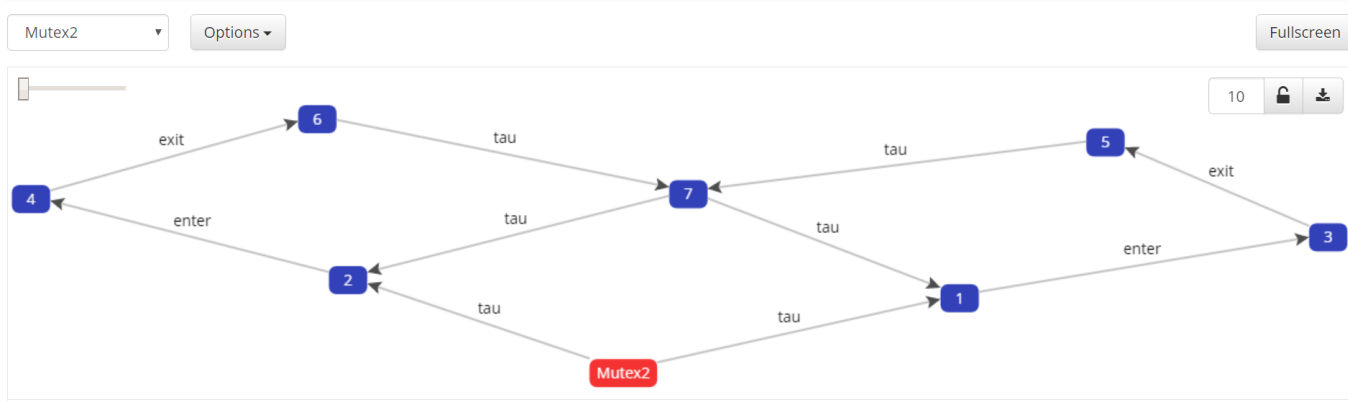 Mutex2
Options
Fullscreen
10
6
exit
tau
5
tau
exit
4
7
enter
tau
tau
3
enter
2
1
tau
tau
Mutex2